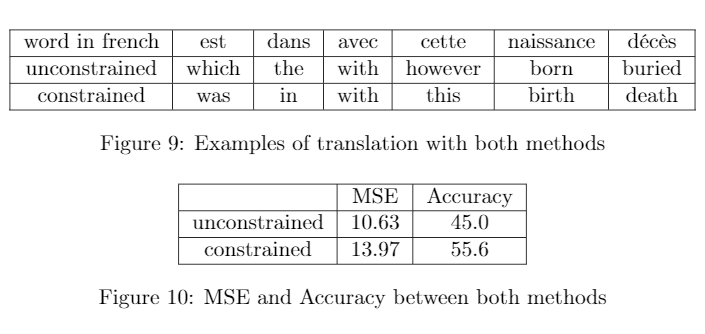 word in french est dans avec cette naissance décès
unconstrained which the with however born buried
constrained was in with this birth death
Figure 9: Examples of translation with both methods
MSE Accuracy
unconstrained 10.63 45.0
constrained 13.97 55.6
Figure 10: MSE and Accuracy between both methods